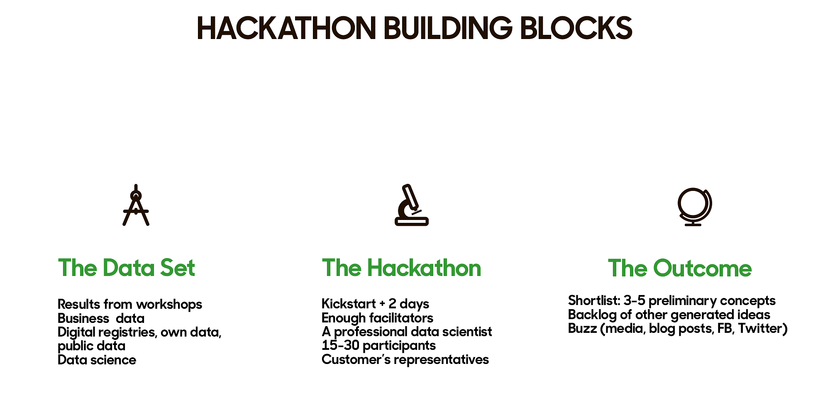 HACKATHON BUILDING BLOCKS
The Data Set
Results from workshops
Business  data
Digital registries, own data,
public data
Data science
The Hackathon
Kickstart + 2 days
Enough facilitators
A professional data scientist
15-30 participants
Customer's representatives
The Outcome
Shortlist: 3-5 preliminary concepts
Backlog of other generated ideas
Buzz (media, blog posts, FB, Twitter)